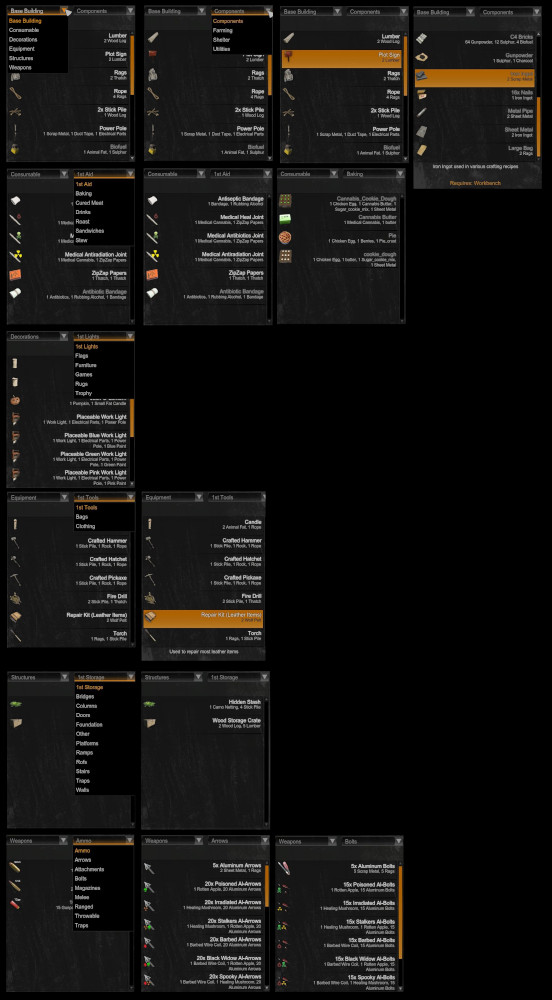 Base Building Components
Base Building
Consumable
Decorations
Equipment
Structures
Weapons
Lumber
2 Wood Log
Plot Sign
2 Lumber
Rags
Rope
4 Rags
2x Stick Pile
1 Wood Log
Power Pole
1 Scrap Metal, 1 Duct Tape, 1 Electrical Parts
Biofuel
1 Animal Fat, 1 Sulphur
Base Building Components
Components
Farming
Shelter
Utilities
Plot Sign
2 Lumber
Rags
Rope
4 Rags
2x Stick Pile
1 Wood Log
Power Pole
1 Scrap Metal, 1 Duct Tape, 1 Electrical Parts
Biofuel
1 Animal Fat, 1 Sulphur
Base Building Components
Lumber
2 Wood Log
Plot Sign
2 Lumber
Rags
Rope
4 Rags
2x Stick Pile
1 Wood Log
Power Pole
1 Scrap Metal, 1 Duct Tape, 1 Electrical Parts
Biofuel
1 Animal Fat, 1 Sulphur
Base Building Components
C4 Bricks
Gunpowder
1 Sulphur, 1 Charcoal
Iron Ingot
2 Scrap Metal
10x Nails
1 Iron Ingot
Metal Pipe
2 Sheet Metal
Sheet Metal
2 Iron Ingot
Large Bag
3 Rags
Iron Ingot used in various crafting recipes
Requires: Workbench
Consumable 1st Aid
1st Aid
Baking
Cured Meat
Drinks
Roast
Sandwiches
Stew
Medical Antiradiation Joint
1 Medical Cannabis, 1 ZipZap Papers
ZipZap Papers
1 Thatch, 1 Thatch
Antibiotic Bandage
1 Antibiotics, 1 Rubbing Alcohol, 1 Bandage
Consumable 1st Aid
Antiseptic Bandage
1 Bandage, 1 Rubbing Alcohol
Medical Heal Joint
1 Medical Cannabis, 1 ZipZap Papers
Medical Antibiotics Joint
1 Medical Cannabis, 1 ZipZap Papers
Medical Antiradiation Joint
1 Medical Cannabis, 1 ZipZap Papers
ZipZap Papers
1 Thatch, 1 Thatch
Antibiotic Bandage
1 Antibiotics, 1 Rubbing Alcohol, 1 Bandage
Consumable Baking
Cannabis_Cookie_Dough
1 Chicken Egg, 1 Cannabis Butter, 1
Sugar_cookie_mix, 1 Sheet Metal
Cannabis Butter
1 Medical Cannabis, 1 Butter
Pie
1 Chicken Egg, 1 Berries, 1 Pie_crust
cookie_dough
1 Chicken Egg, 1 butter, 1 Sugar_cookie_mix,
1 Sheet Metal
Decorations 1st Lights
1st Lights
Flags
Furniture
Games
Rugs
Trophy
1 Pumpkin, 1 Small Fat Candle
Placeable Work Light
1 Work Light, 1 Electrical Parts, 1 Power Pole
Placeable Blue Work Light
1 Work Light, 1 Electrical Parts, 1 Power
Pole, 1 Blue Paint
Placeable Green Work Light
1 Work Light, 1 Electrical Parts, 1 Power
Pole, 1 Green Paint
Placeable Pink Work Light
1 Work Light, 1 Electrical Parts, 1 Power
Pole, 1 Pink Paint
Equipment 1st Tools
1st Tools
Bags
Clothing
Crafted Hammer
1 Stick Pile, 1 Rock, 1 Rope
Crafted Hatchet
1 Stick Pile, 1 Rock, 1 Rope
Crafted Pickaxe
1 Stick Pile, 1 Rock, 1 Rope
Fire Drill
2 Stick Pile, 1 Thatch
Repair Kit (Leather Items)
2 Wolf Pelt
Torch
1 Rags, 1 Stick Pile
Equipment 1st Tools
Candle
2 Animal Fat, 1 Rope
Crafted Hammer
1 Stick Pile, 1 Rock, 1 Rope
Crafted Hatchet
1 Stick Pile, 1 Rock, 1 Rope
Crafted Pickaxe
1 Stick Pile, 1 Rock, 1 Rope
Fire Drill
2 Stick Pile, 1 Thatch
Repair Kit (Leather Items)
2 Wolf Pelt
Torch
1 Rags, 1 Stick Pile
Used to repair most leather items
Structures 1st Storage
1st Storage
Bridges
Columns
Doors
Foundation
Other
Platforms
Ramps
Rofs
Stairs
Traps
Walls
Structures 1st Storage
Hidden Stash
1 Camo Netting, 4 Stick Pile
Wood Storage Crate
2 Wood Log, 5 Lumber
Weapons Ammo
Ammo
Arrows
Attachments
Bolts
Magazines
Melee
Ranged
Throwable
Traps
Weapons Arrows
5x Aluminum Arrows
2 Sheet Metal, 1 Rags
20x Poisoned Al-Arrows
1 Rotten Apple, 20 Aluminum Arrows
20x Irradiated Al-Arrows
1 Healing Mushroom, 20 Aluminum Arrows
20x Stalkers Al-Arrows
1 Healing Mushroom, 1 Rotten Apple, 20
Aluminum Arrows
20x Barbed Al-Arrows
1 Barbed Wire Coil, 20 Aluminum Arrows
20x Black Widow Al-Arrows
1 Barbed Wire Coil, 1 Rotten Apple, 20
Aluminum Arrows
20x Spooky Al-Arrows
1 Barbed Wire Coil, 1 Healing Mushroom, 20
Aluminum Arrows
Weapons Bolts
5x Aluminum Bolts
5 Scrap Metal, 5 Rags
15x Poisoned Al-Bolts
1 Rotten Apple, 15 Aluminum Bolts
15x Irradiated Al-Bolts
1 Healing Mushroom, 15 Aluminum Bolts
15x Stalkers Al-Bolts
1 Healing Mushroom, 1 Rotten Apple, 15
Aluminum Bolts
15x Barbed Al-Bolts
1 Barbed Wire Coil, 15 Aluminum Bolts
15x Black Widow Al-Bolts
1 Barbed Wire Coil, 1 Rotten Apple, 15
Aluminum Bolts
15x Spooky Al-Bolts
1 Barbed Wire Coil, 1 Healing Mushroom, 15
Aluminum Bolts